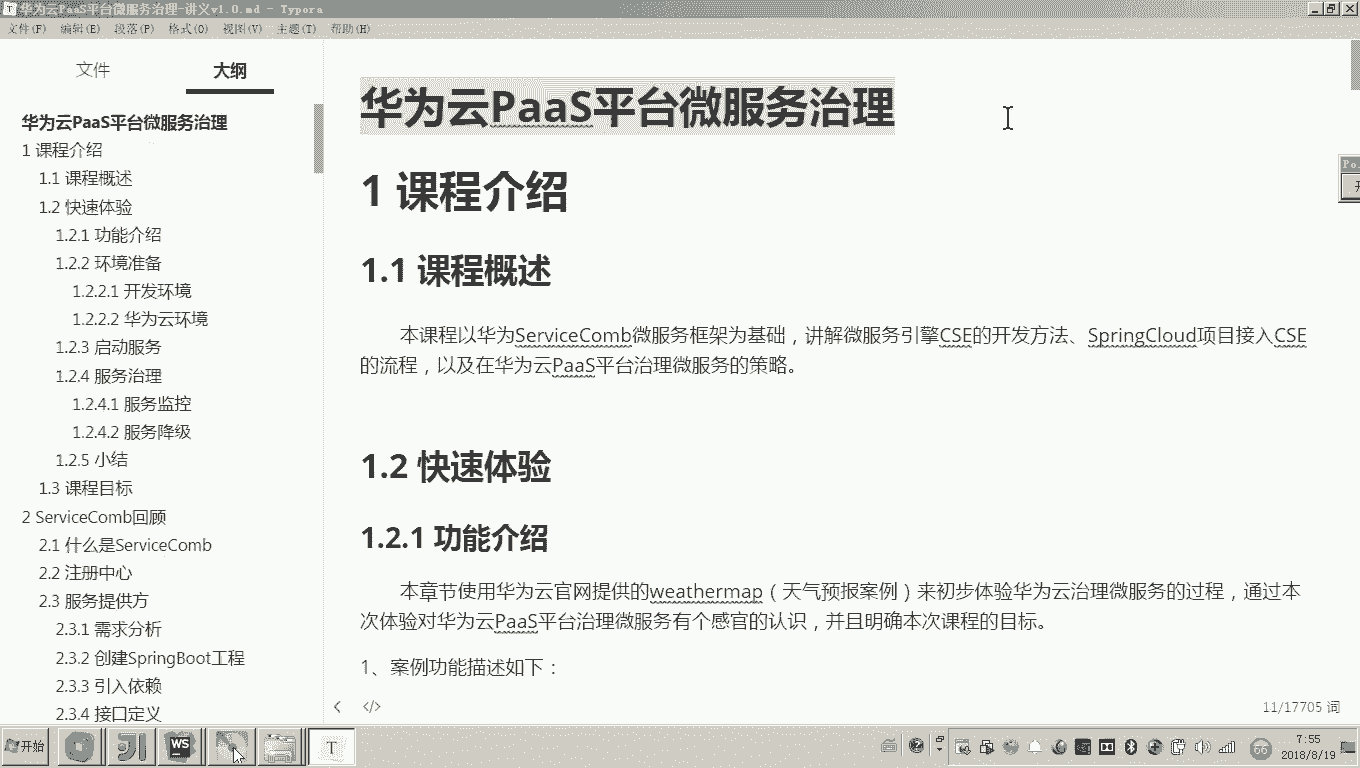 华为云PaaS平台微服务治理-讲义v1.0.md - Typora
文件(F) 编辑(E) 段落(P) 格式(O) 视图(V) 主题(T) 帮助(H)
文件 大纲
华为云PaaS平台微服务治理
1 课程介绍
1.1 课程概述
1.2 快速体验
1.2.1 功能介绍
1.2.2 环境准备
1.2.2.1 开发环境
1.2.2.2 华为云环境
1.2.3 启动服务
1.2.4 服务治理
1.2.4.1 服务监控
1.2.4.2 服务降级
1.2.5 小结
1.3 课程目标
2 ServiceComb回顾
2.1 什么是ServiceComb
2.2 注册中心
2.3 服务提供方
2.3.1 需求分析
2.3.2 创建SpringBoot工程
2.3.3 引入依赖
2.3.4 接口定义
华为云PaaS平台微服务治理
1 课程介绍
1.1 课程概述
本课程以华为ServiceComb微服务框架为基础，讲解微服务引擎CSE的开发方法、SpringCloud项目接入CSE
的流程，以及在华为云PaaS平台治理微服务的策略。
1.2 快速体验
1.2.1 功能介绍
本章节使用华为云官网提供的weathermap（天气预报案例）来初步体验华为云治理微服务的过程，通过本
次体验对华为云PaaS平台治理微服务有个感官的认识，并且明确本次课程的目标。
1、案例功能描述如下：
11/17705 词
开始
WS
T
66
7:55
2018/8/19